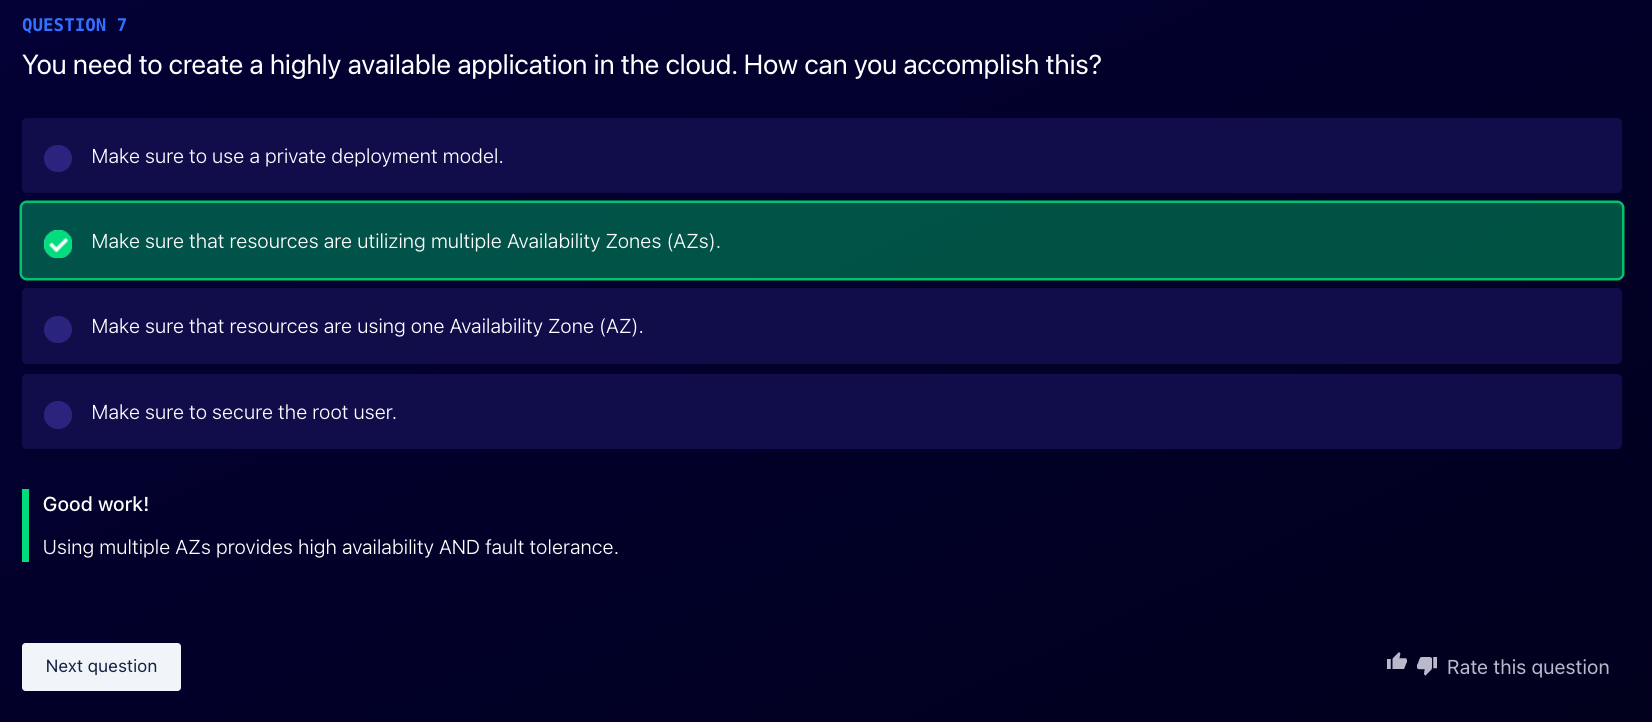 QUESTION 7
You need to create a highly available application in the cloud. How can you accomplish this?
Make sure to use a private deployment model.
Make sure that resources are utilizing multiple Availability Zones (AZs).
Make sure that resources are using one Availability Zone (AZ).
Make sure to secure the root user.
Good work!
Using multiple AZs provides high availability AND fault tolerance.
Next question
Rate this question